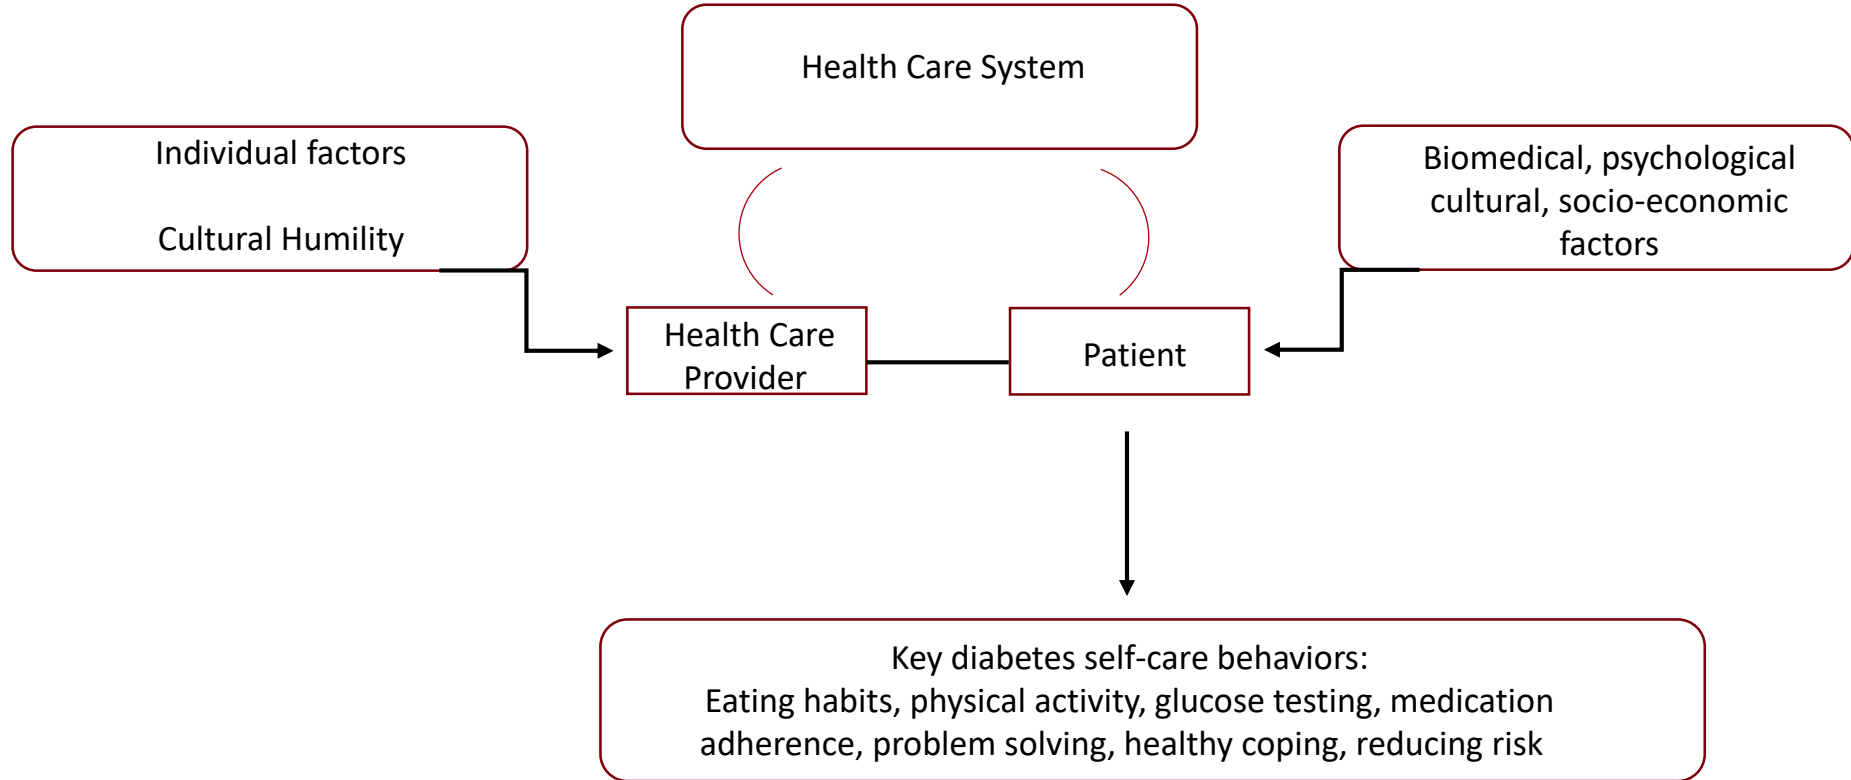 Health Care System
Individual factors
Cultural Humility
Biomedical, psychological
cultural, socio-economic
factors
Health Care
Provider
Patient
Key diabetes self-care behaviors:
Eating habits, physical activity, glucose testing, medication
adherence, problem solving, healthy coping, reducing risk